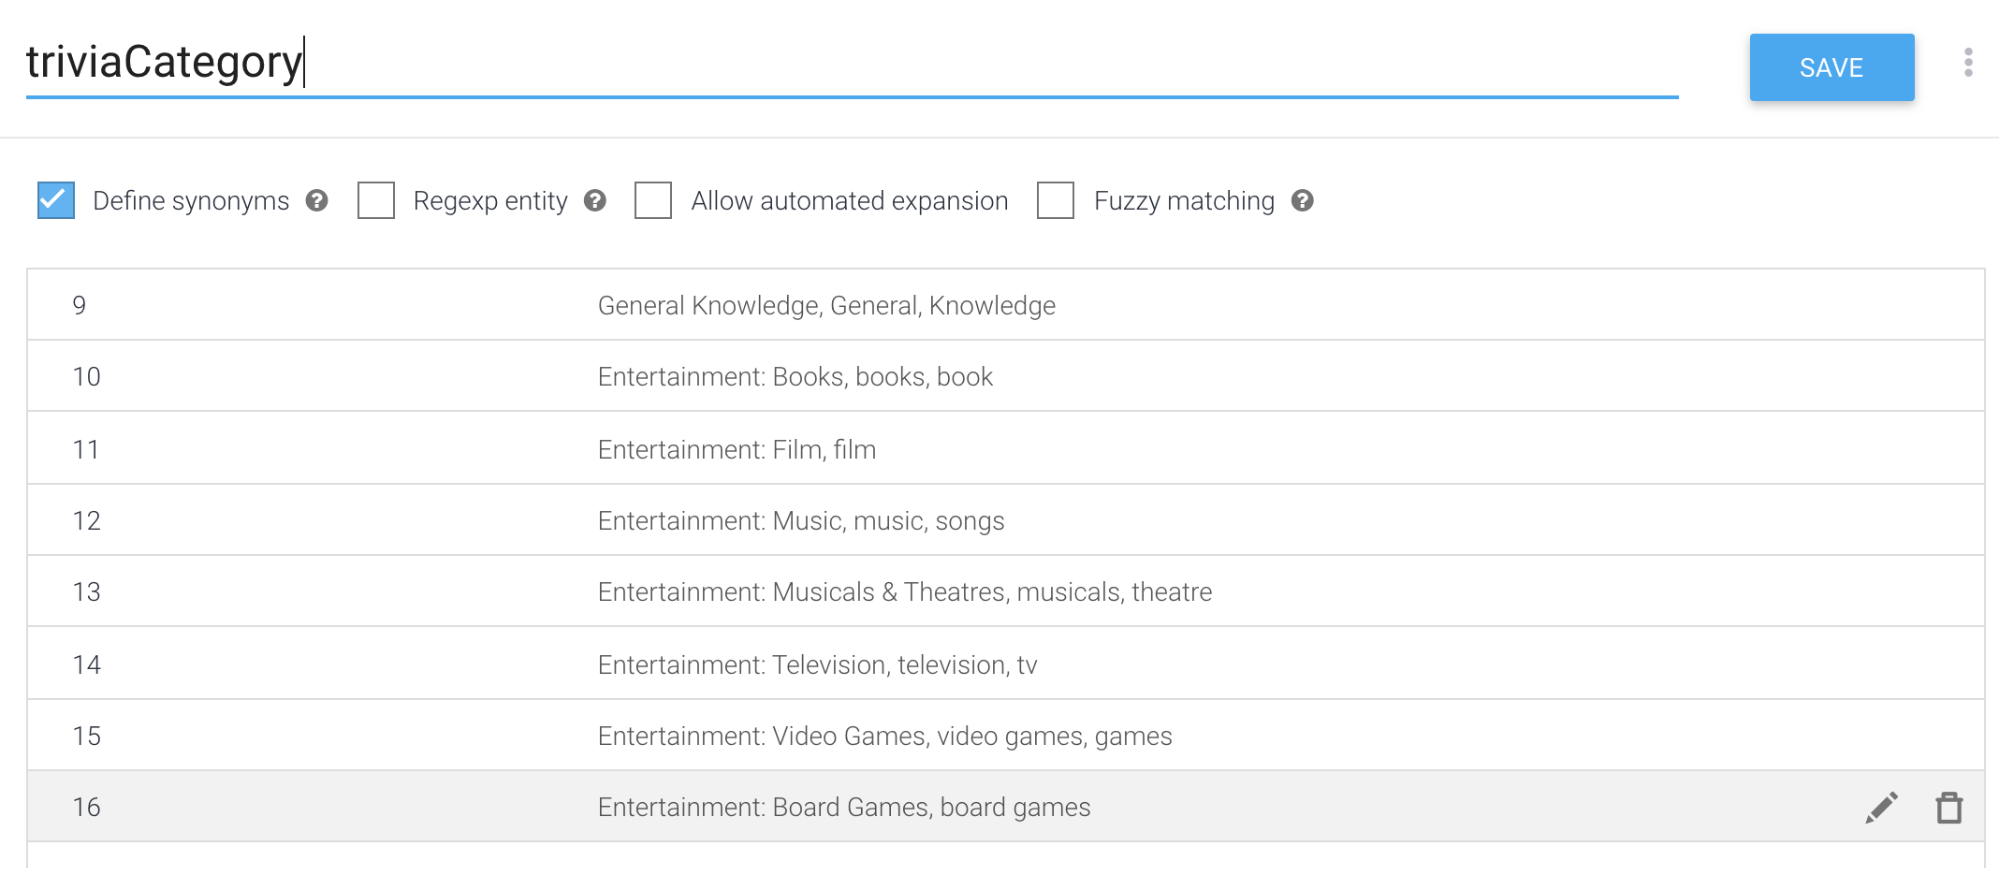 triviaCategory
SAVE
Define synonyms ? Regexp entity ? Allow automated expansion Fuzzy matching ?
9 General Knowledge, General, Knowledge
10 Entertainment: Books, books, book
11 Entertainment: Film, film
12 Entertainment: Music, music, songs
13 Entertainment: Musicals & Theatres, musicals, theatre
14 Entertainment: Television, television, tv
15 Entertainment: Video Games, video games, games
16 Entertainment: Board Games, board games